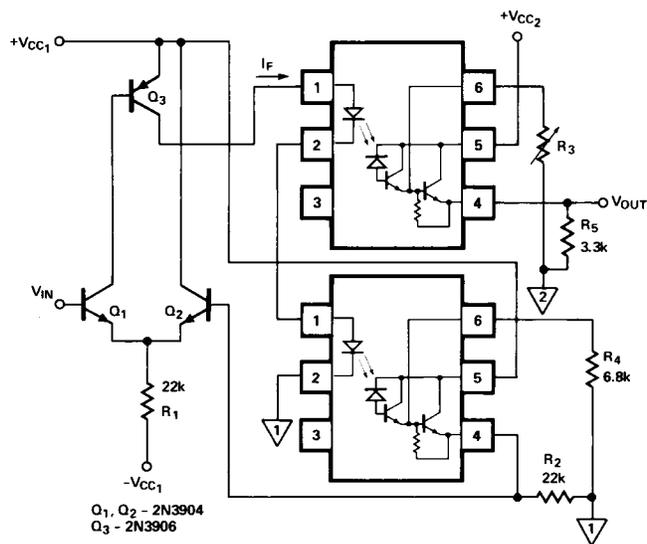 +VCC1
IF
+VCC2
Q3
1
6
2
5
R3
3
4
VOUT
R5
3.3k
2
VIN
Q1
Q2
1
6
R4
6.8k
2
5
22k
R1
1
3
4
R2
22k
-VCC1
1
Q1, Q2 – 2N3904
Q3 – 2N3906